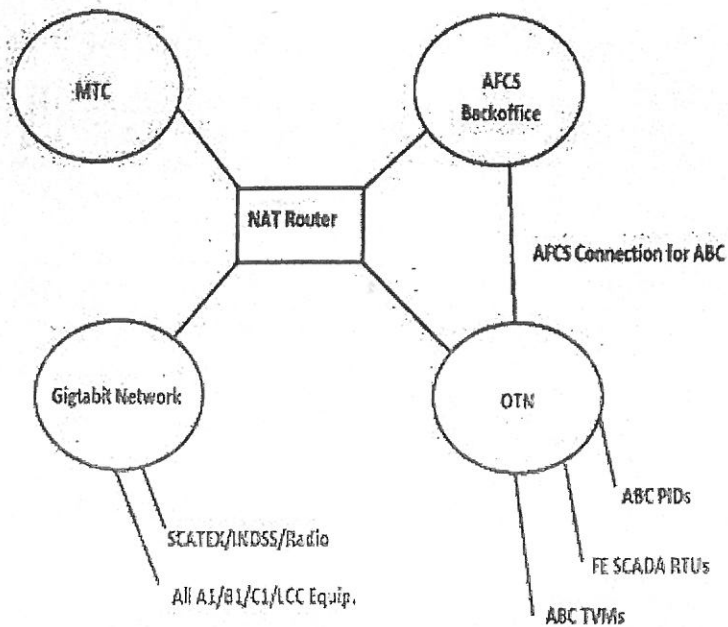 MTC
AFCS
Backoffice
NAT Router
AFCS Connection for ABC
Gigtabit Network
OTN
ABC PIDs
SCATEX/INDSS/Radio
FE SCADA RTUs
All A1/B1/C1/LCC Equip.
ABC TVMs